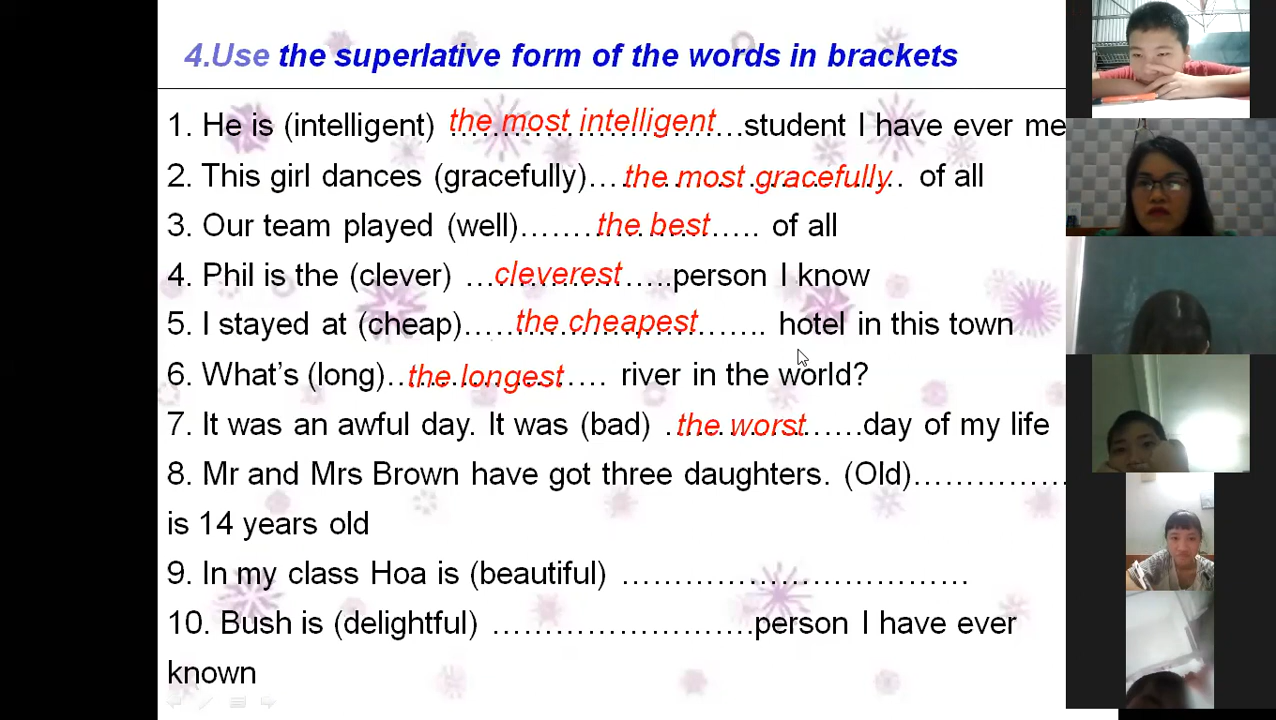 4.Use the superlative form of the words in brackets
1. He is (intelligent) the most intelligent...student I have ever me
2. This girl dances (gracefully)....the most gracefully. of all
3. Our team played (well).......the best..... of all
4. Phil is the (clever) ...cleverest.....person I know
5. I stayed at (cheap).....the cheapest....... hotel in this town
6. What's (long)..the longest.... river in the world?
7. It was an awful day. It was (bad) .the worst......day of my life
8. Mr and Mrs Brown have got three daughters. (Old)...............
is 14 years old
9. In my class Hoa is (beautiful) .................................
10. Bush is (delightful) ..........................person I have ever
known